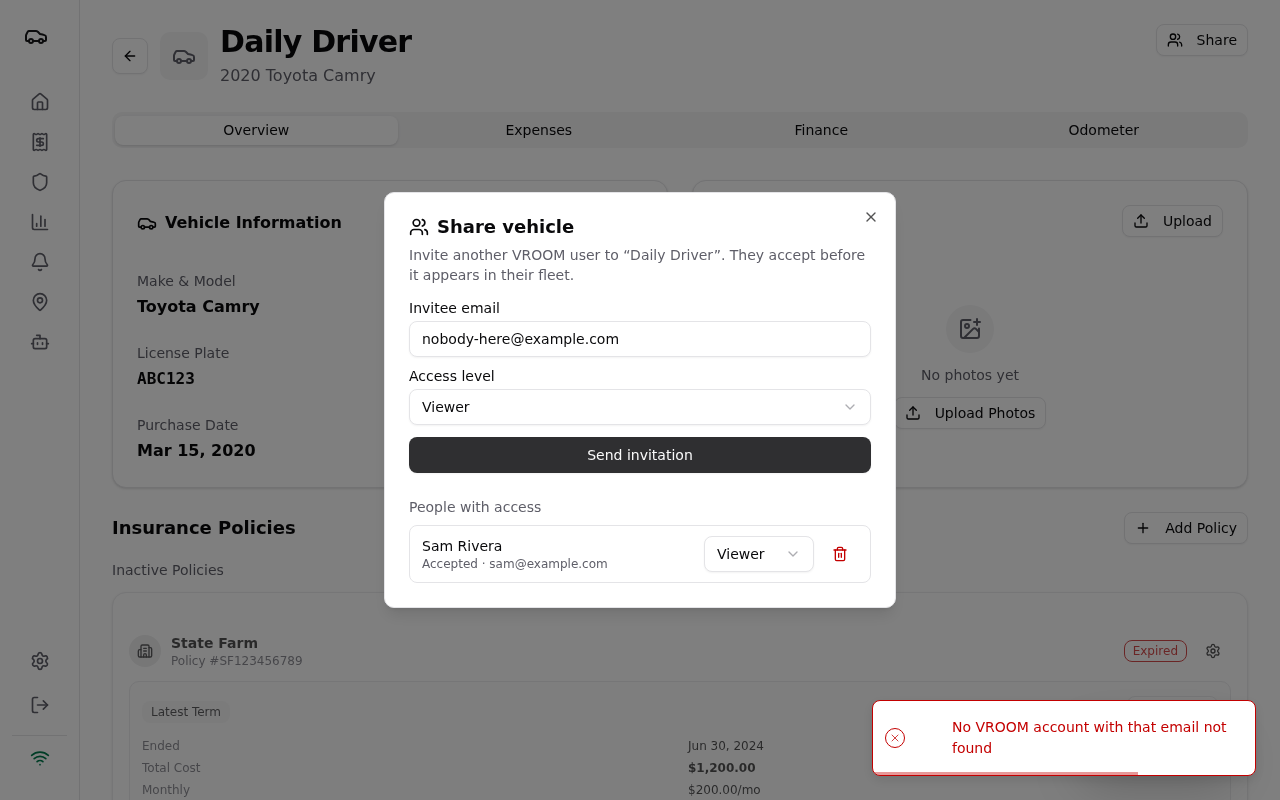 Daily Driver
2020 Toyota Camry
Share
Overview
Expenses
Finance
Odometer
Vehicle Information
Upload
Make & Model
Toyota Camry
License Plate
ABC123
Purchase Date
Mar 15, 2020
No photos yet
Upload Photos
Share vehicle
Invite another VROOM user to “Daily Driver”. They accept before
it appears in their fleet.
Invitee email
nobody-here@example.com
Access level
Viewer
Send invitation
People with access
Sam Rivera
Accepted · sam@example.com
Viewer
Insurance Policies
Add Policy
Inactive Policies
State Farm
Policy #SF123456789
Expired
Latest Term
Ended
Jun 30, 2024
Total Cost
$1,200.00
Monthly
$200.00/mo
No VROOM account with that email not
found